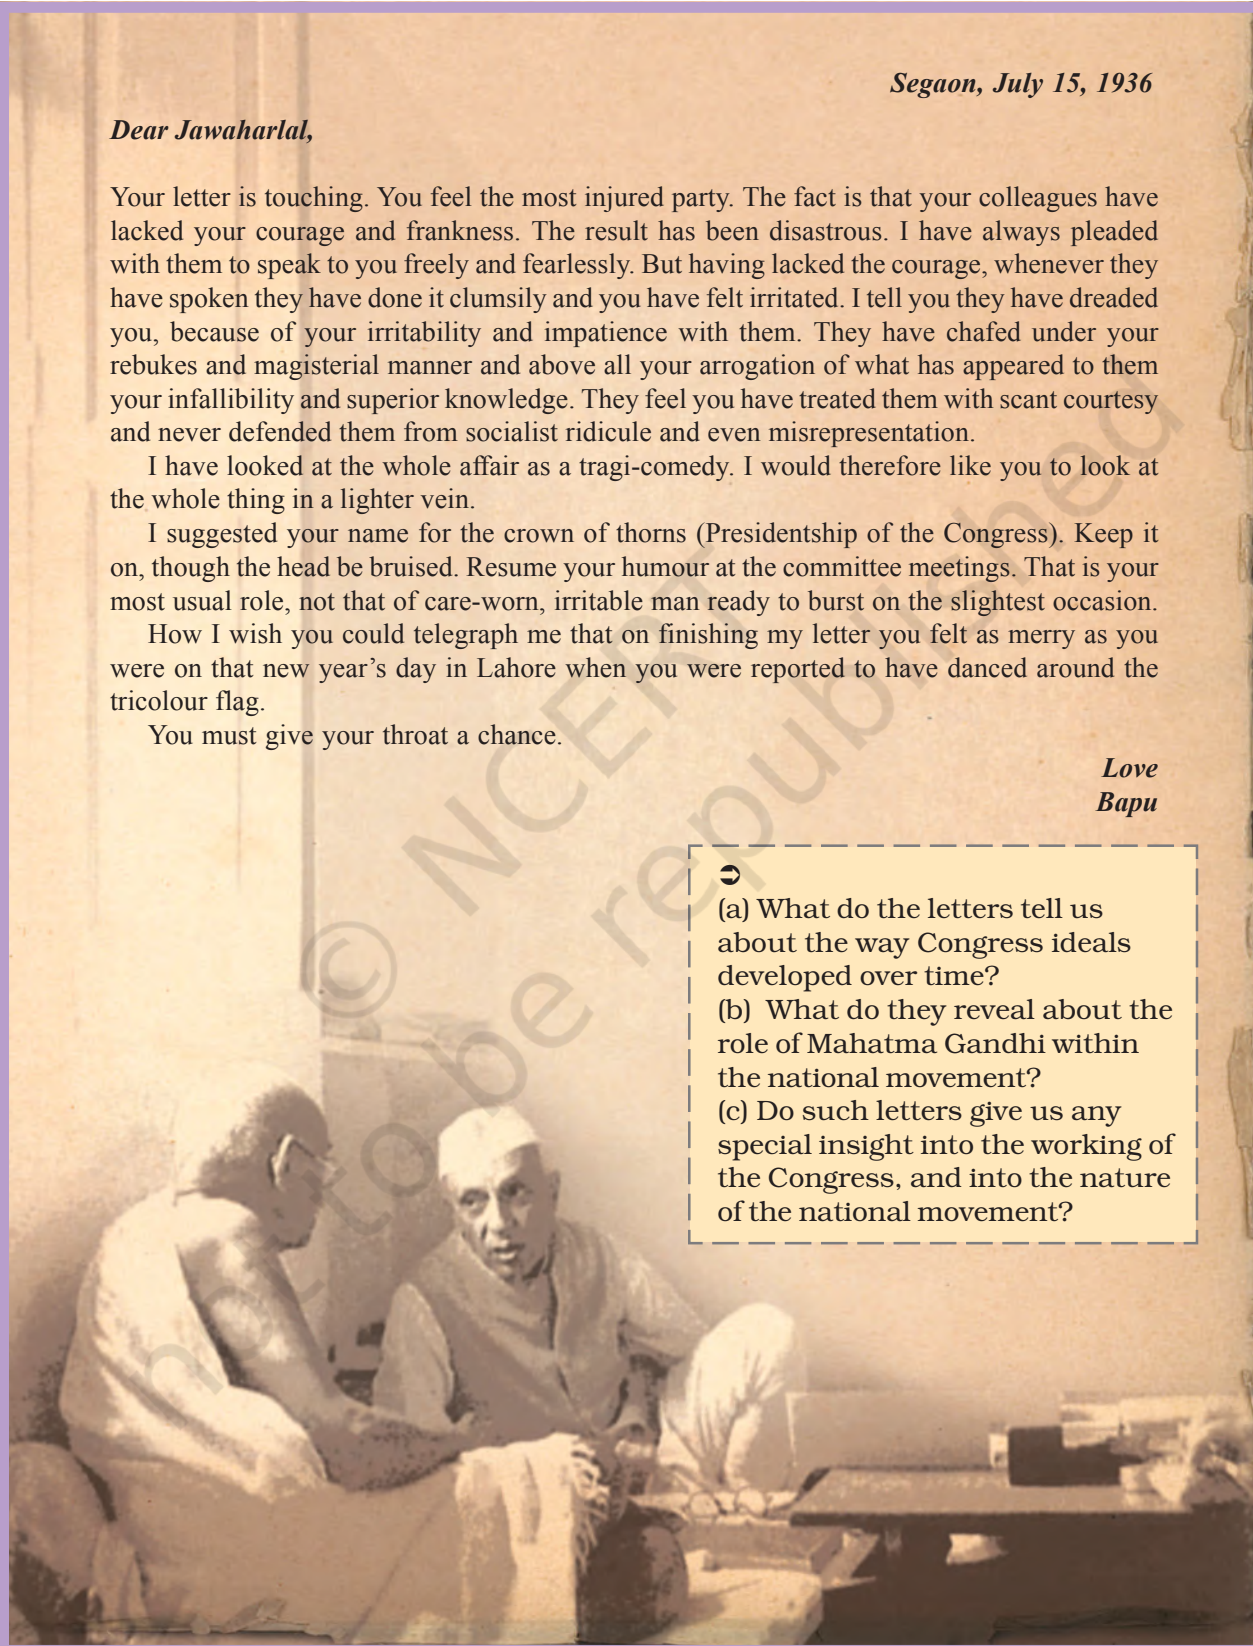 Segaon, July 15, 1936
Dear Jawaharlal,
Your letter is touching. You feel the most injured party. The fact is that your colleagues have
lacked your courage and frankness. The result has been disastrous. I have always pleaded
with them to speak to you freely and fearlessly. But having lacked the courage, whenever they
have spoken they have done it clumsily and you have felt irritated. I tell you they have dreaded
you, because of your irritability and impatience with them. They have chafed under your
rebukes and magisterial manner and above all your arrogation of what has appeared to them
your infallibility and superior knowledge. They feel you have treated them with scant courtesy
and never defended them from socialist ridicule and even misrepresentation.
I have looked at the whole affair as a tragi-comedy. I would therefore like you to look at
the whole thing in a lighter vein.
I suggested your name for the crown of thorns (Presidentship of the Congress). Keep it
on, though the head be bruised. Resume your humour at the committee meetings. That is your
most usual role, not that of care-worn, irritable man ready to burst on the slightest occasion.
How I wish you could telegraph me that on finishing my letter you felt as merry as you
were on that new year’s day in Lahore when you were reported to have danced around the
tricolour flag.
You must give your throat a chance.
Love
Bapu
➲
(a) What do the letters tell us
about the way Congress ideals
developed over time?
(b) What do they reveal about the
role of Mahatma Gandhi within
the national movement?
(c) Do such letters give us any
special insight into the working of
the Congress, and into the nature
of the national movement?
© NCERT
not to be republished